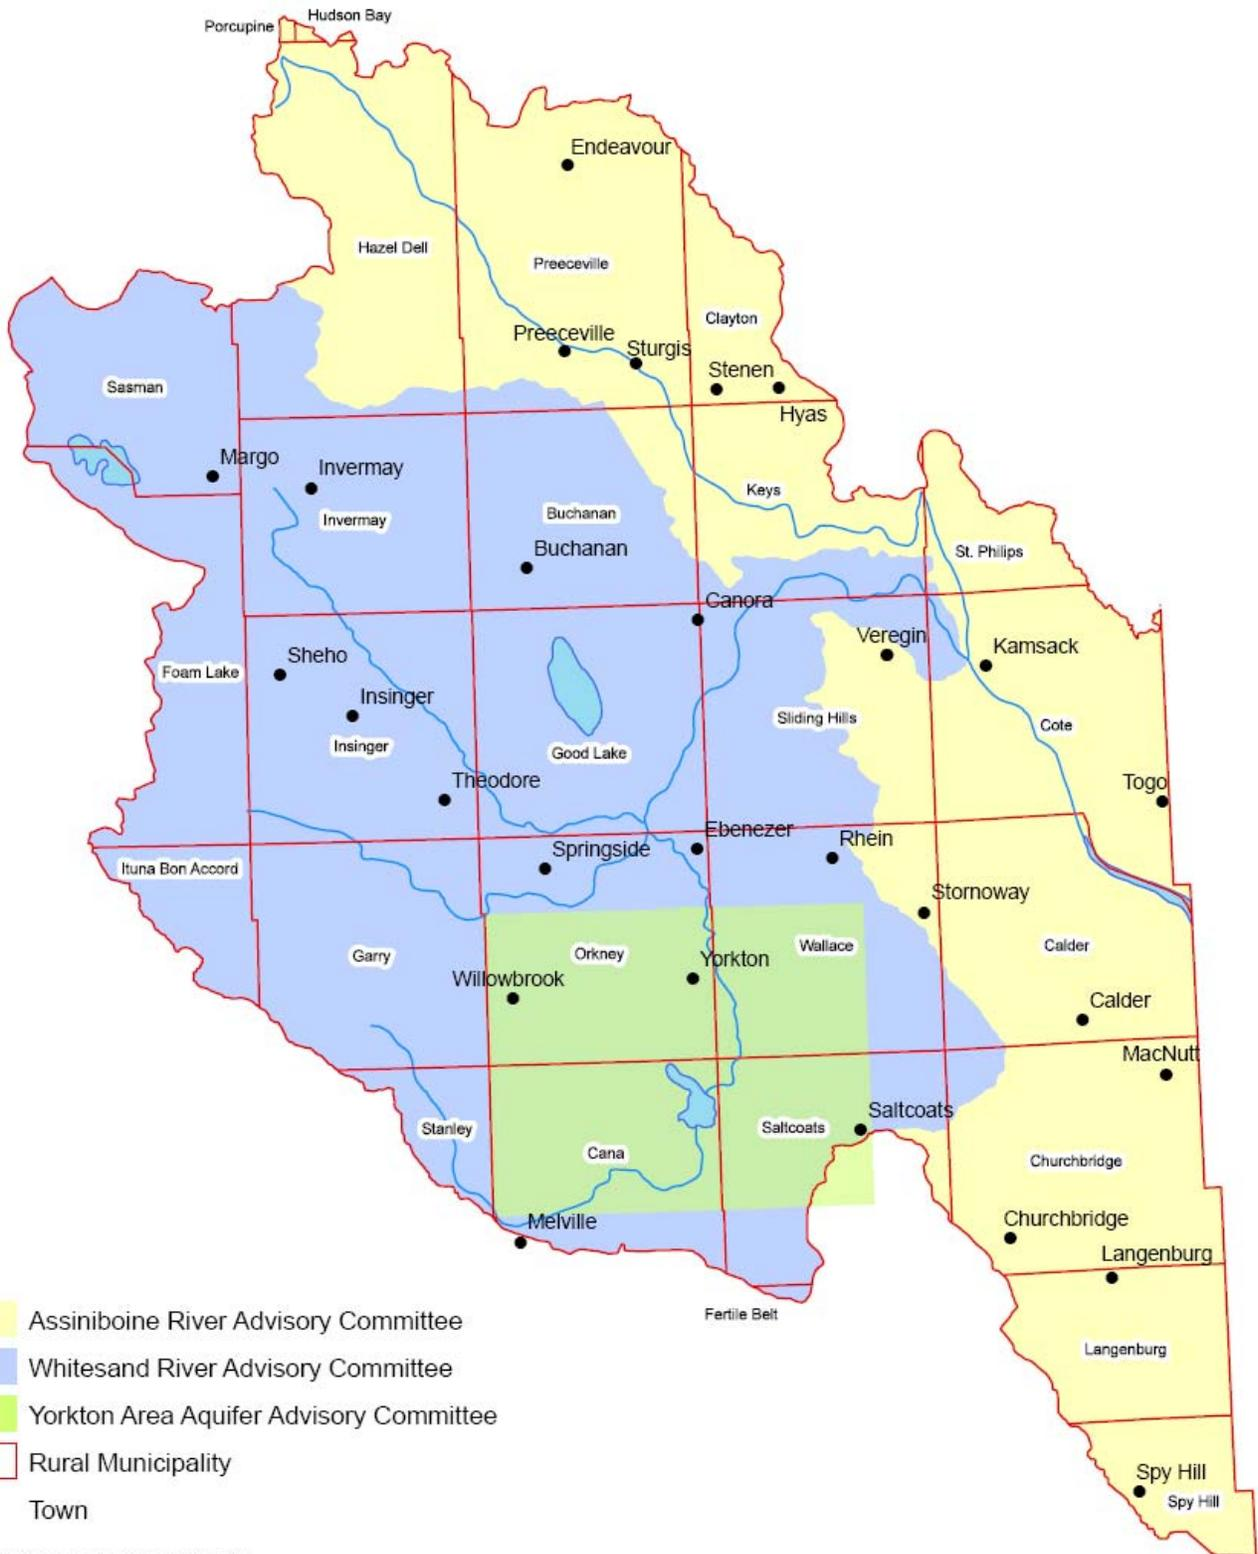 Hudson Bay
Porcupine
Endeavour
Hazel Dell
Preeceville
Clayton
Preeceville
Sturgis
Stenen
Sasman
Hyas
Margo
Invermay
Keys
Buchanan
Invermay
Buchanan
St. Philips
Canora
Veregin
Kamsack
Sheho
Foam Lake
Insinger
Sliding Hills
Cote
Insinger
Good Lake
Theodore
Togo
Ebenezer
Rhein
Springside
Ituna Bon Accord
Stornoway
Wallace
Calder
Orkney
Garry
Yorkton
Willowbrook
Calder
MacNutt
Saltcoats
Stanley
Saltcoats
Cana
Churchbridge
Churchbridge
Melville
Langenburg
Fertile Belt
Assiniboine River Advisory Committee
Langenburg
Whitesand River Advisory Committee
Yorkton Area Aquifer Advisory Committee
Rural Municipality
Spy Hill
Spy Hill
Town